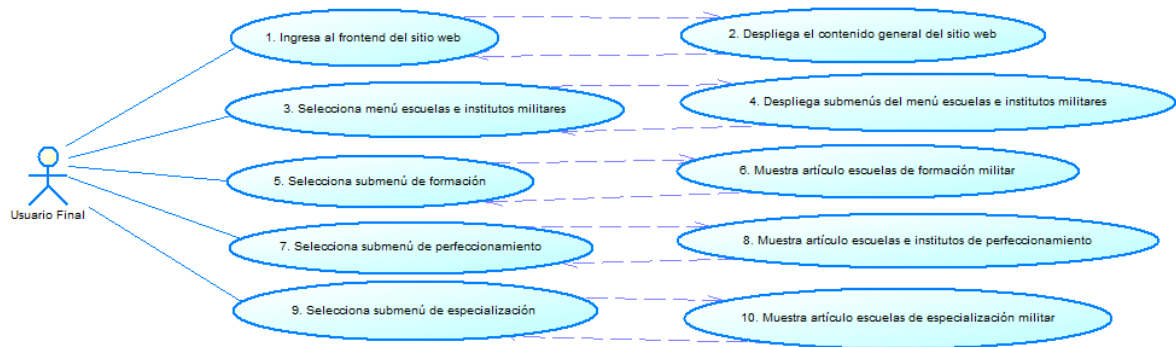 1. Ingresa al frontend del sitio web
2. Despliega el contenido general del sitio web
3. Selecciona menú escuelas e institutos militares
4. Despliega submenús del menú escuelas e institutos militares
5. Selecciona submenú de formación
6. Muestra artículo escuelas de formación militar
Usuario Final
7. Selecciona submenú de perfeccionamiento
8. Muestra artículo escuelas e institutos de perfeccionamiento
9. Selecciona submenú de especialización
10. Muestra artículo escuelas de especialización militar